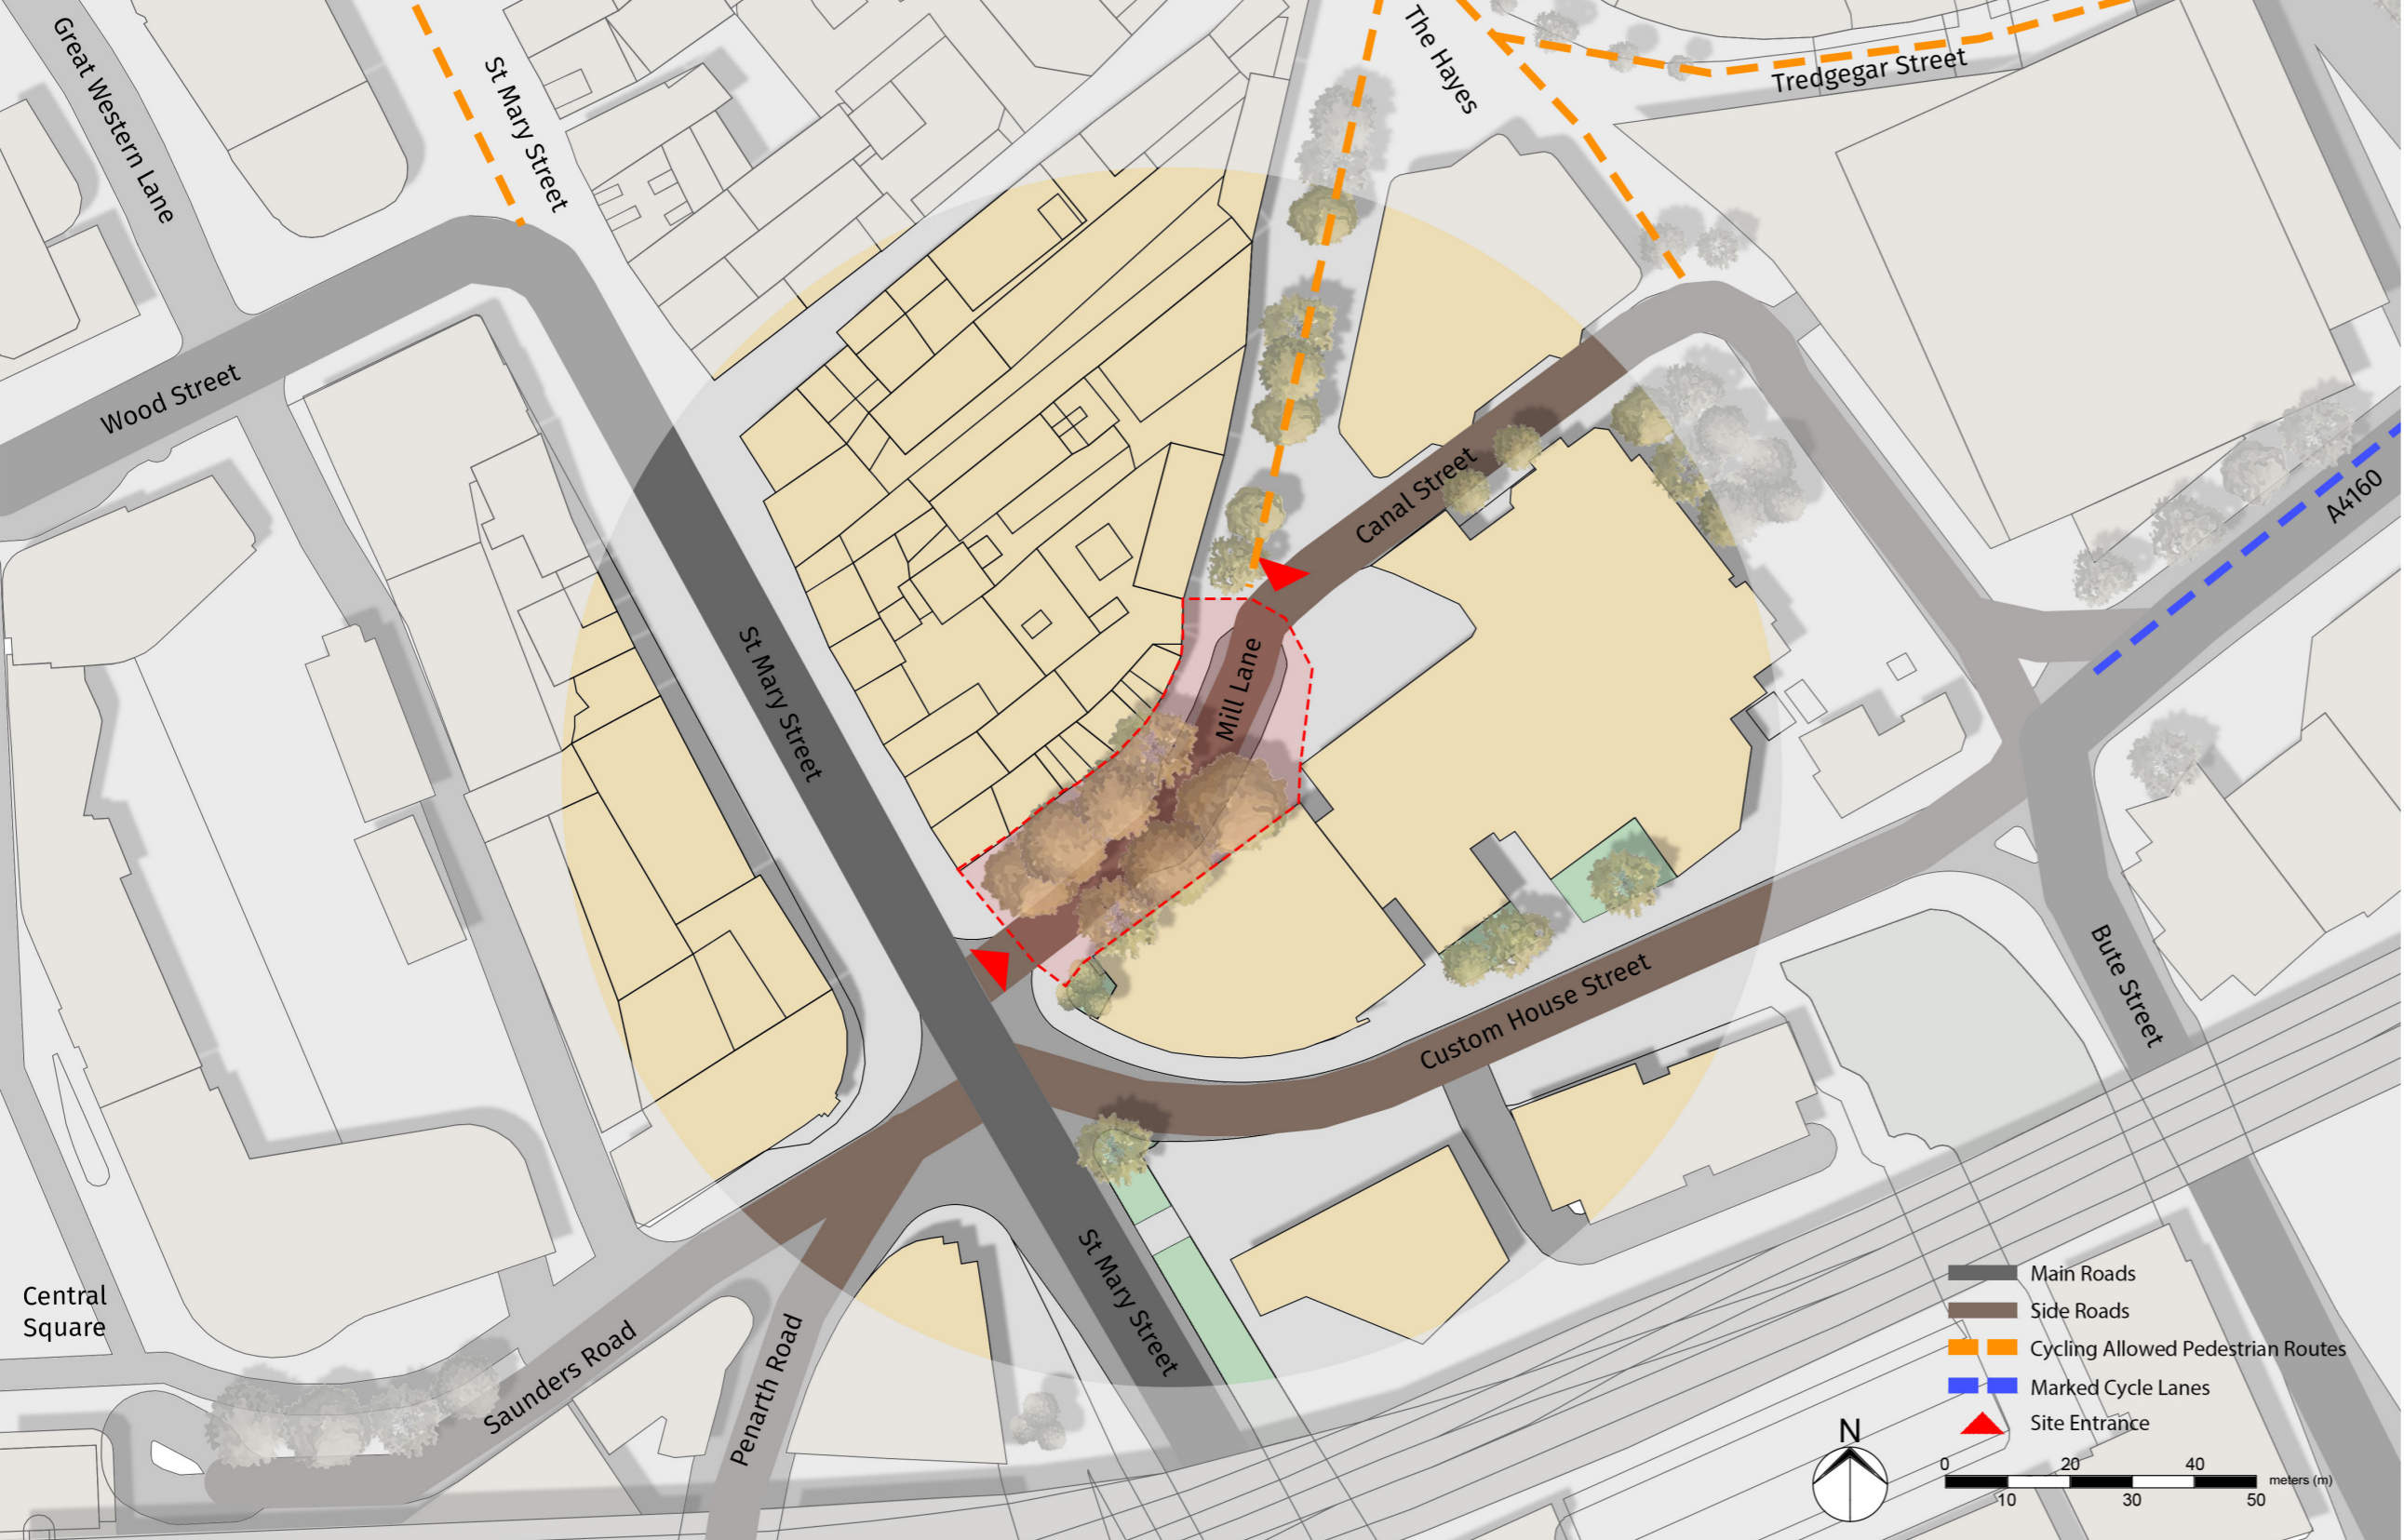 Great Western Lane
St Mary Street
The Hayes
Tredgegar Street
Wood Street
Canal Street
A4160
St Mary Street
Mill Lane
Custom House Street
Bute Street
St Mary Street
Central
Square
Saunders Road
Penarth Road
Main Roads
Side Roads
Cycling Allowed Pedestrian Routes
Marked Cycle Lanes
Site Entrance
N
0 20 40
meters (m)
10 30 50